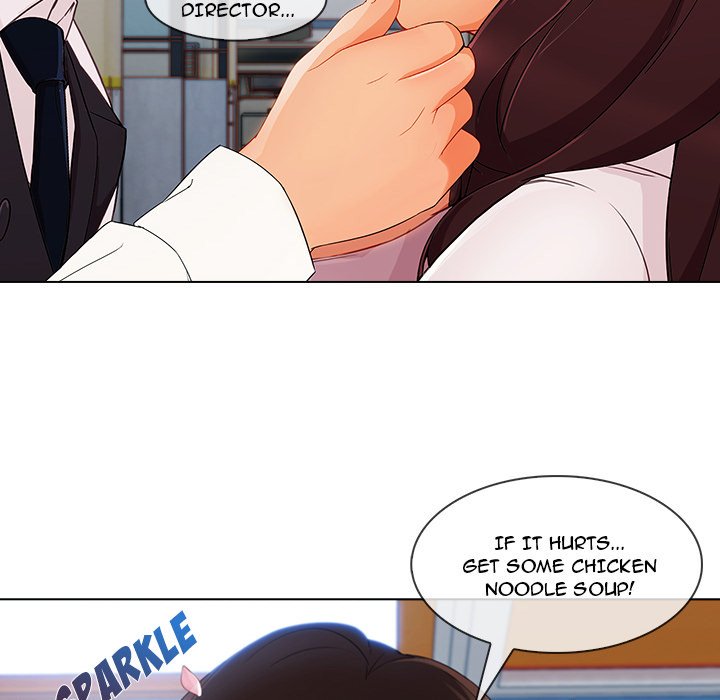 DIRECTOR...
IF IT HURTS...
GET SOME CHICKEN
NOODLE SOUP!
SPARKLE